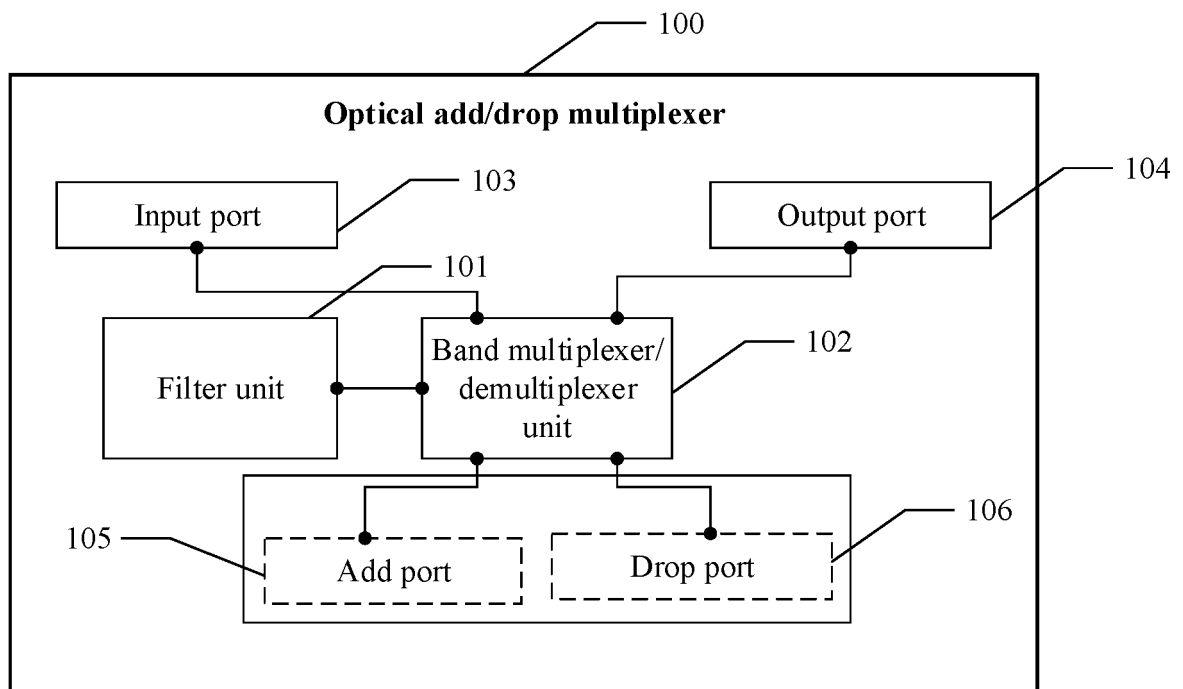 100
Optical add/drop multiplexer
103
Input port
104
Output port
101
Filter unit
Band multiplexer/
demultiplexer
unit
102
105
Add port
106
Drop port